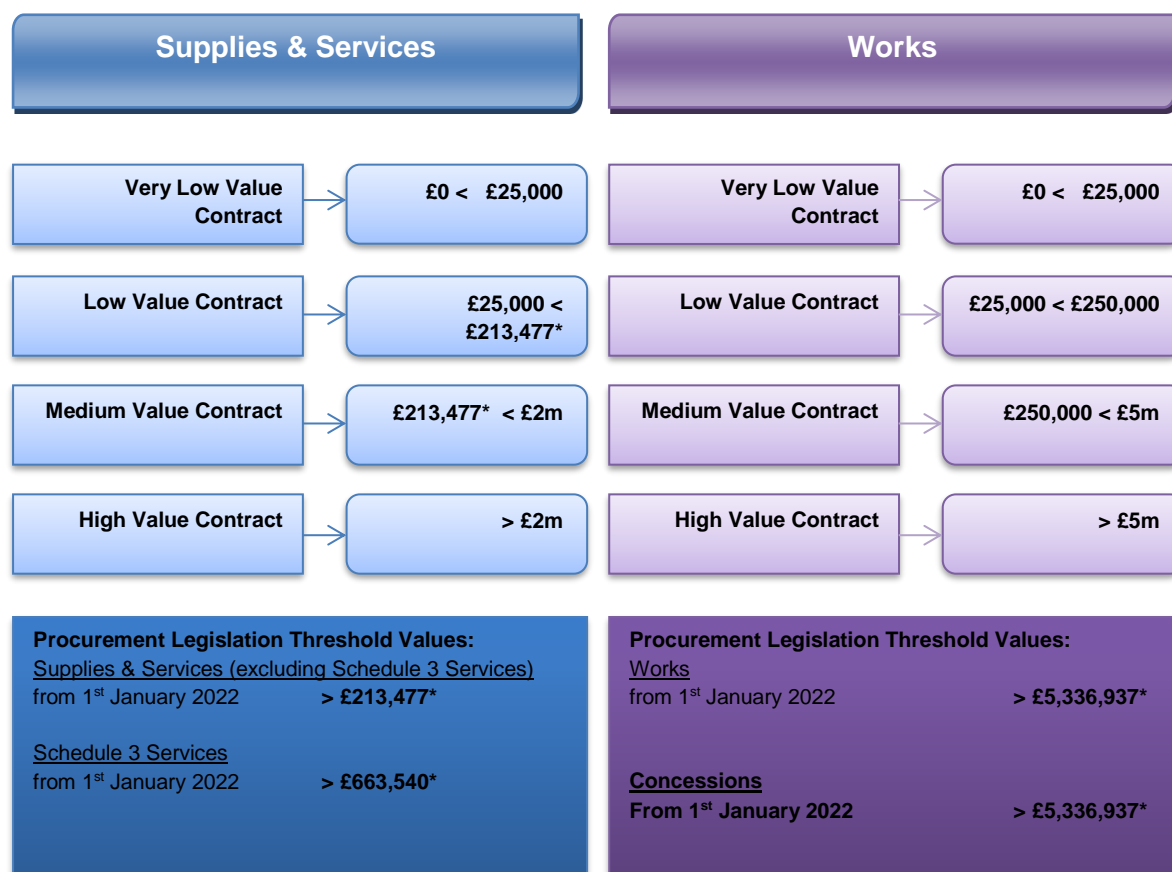 Supplies & Services
Very Low Value
Contract
£0 < £25,000
Low Value Contract
£25,000 <
£213,477*
Medium Value Contract
£213,477* < £2m
High Value Contract
> £2m
Procurement Legislation Threshold Values:
Supplies & Services (excluding Schedule 3 Services)
from 1st January 2022 > £213,477*
Schedule 3 Services
from 1st January 2022 > £663,540*
Works
Very Low Value
Contract
£0 < £25,000
Low Value Contract
£25,000 < £250,000
Medium Value Contract
£250,000 < £5m
High Value Contract
> £5m
Procurement Legislation Threshold Values:
Works
from 1st January 2022 > £5,336,937*
Concessions
From 1st January 2022 > £5,336,937*